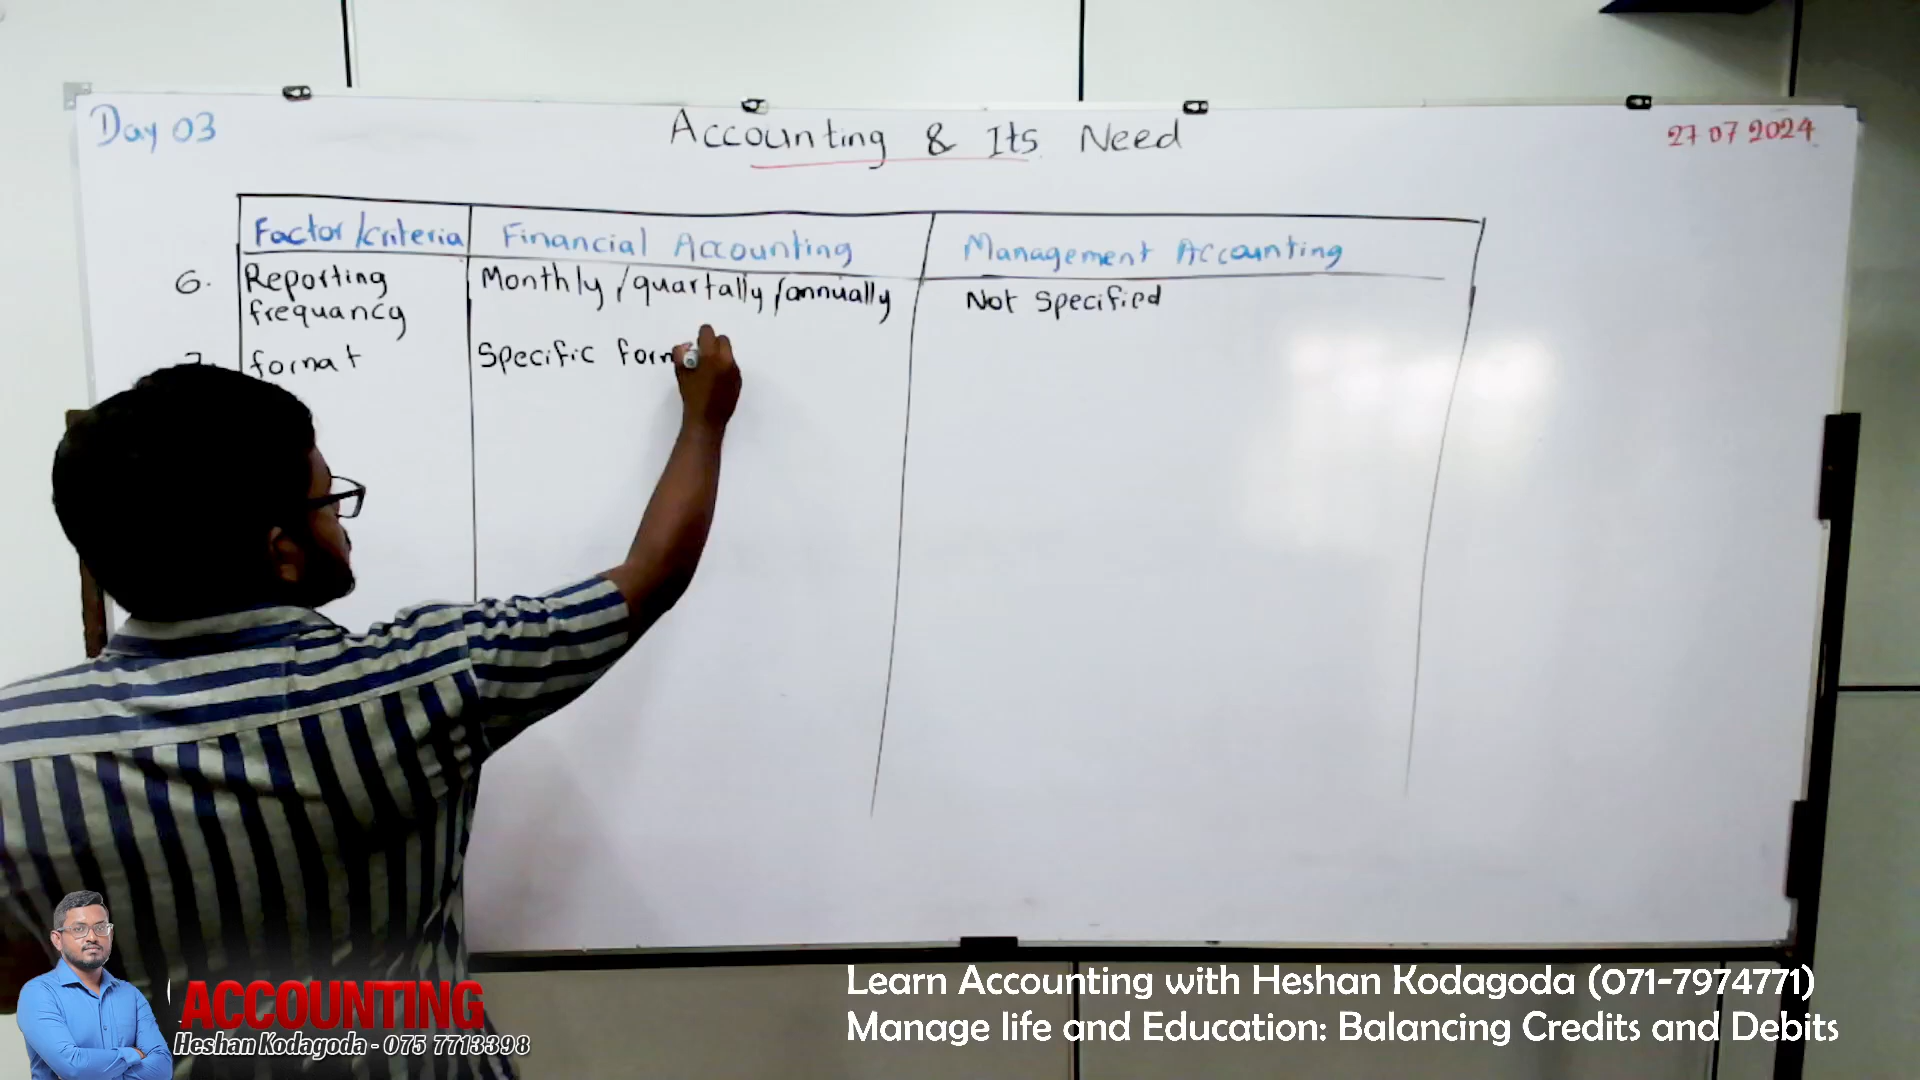 Day 03
Accounting & Its Need
27 07 2024
Factor/criteria Financial Accounting Management Accounting
6. Reporting Monthly/quartally/annually Not Specified
frequancy
7. format Specific form
ACCOUNTING
Heshan Kodagoda - 075 7713398
Learn Accounting with Heshan Kodagoda (071-7974771)
Manage life and Education: Balancing Credits and Debits